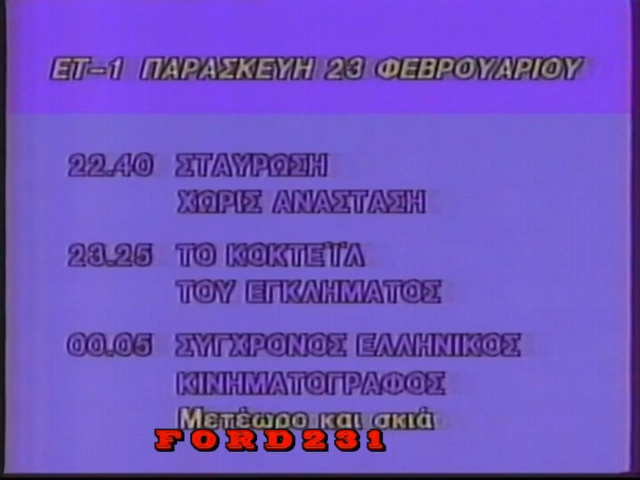 ΕΤ-1 ΠΑΡΑΣΚΕΥΗ 23 ΦΕΒΡΟΥΑΡΙΟΥ
22.40 ΣΤΑΥΡΩΣΗ
ΧΩΡΙΣ ΑΝΑΣΤΑΣΗ
23.25 ΤΟ ΚΟΚΤΕΪΛ
ΤΟΥ ΕΓΚΛΗΜΑΤΟΣ
00.05 ΣΥΓΧΡΟΝΟΣ ΕΛΛΗΝΙΚΟΣ
ΚΙΝΗΜΑΤΟΓΡΑΦΟΣ
Μετέωρο και σκιά
FORD231